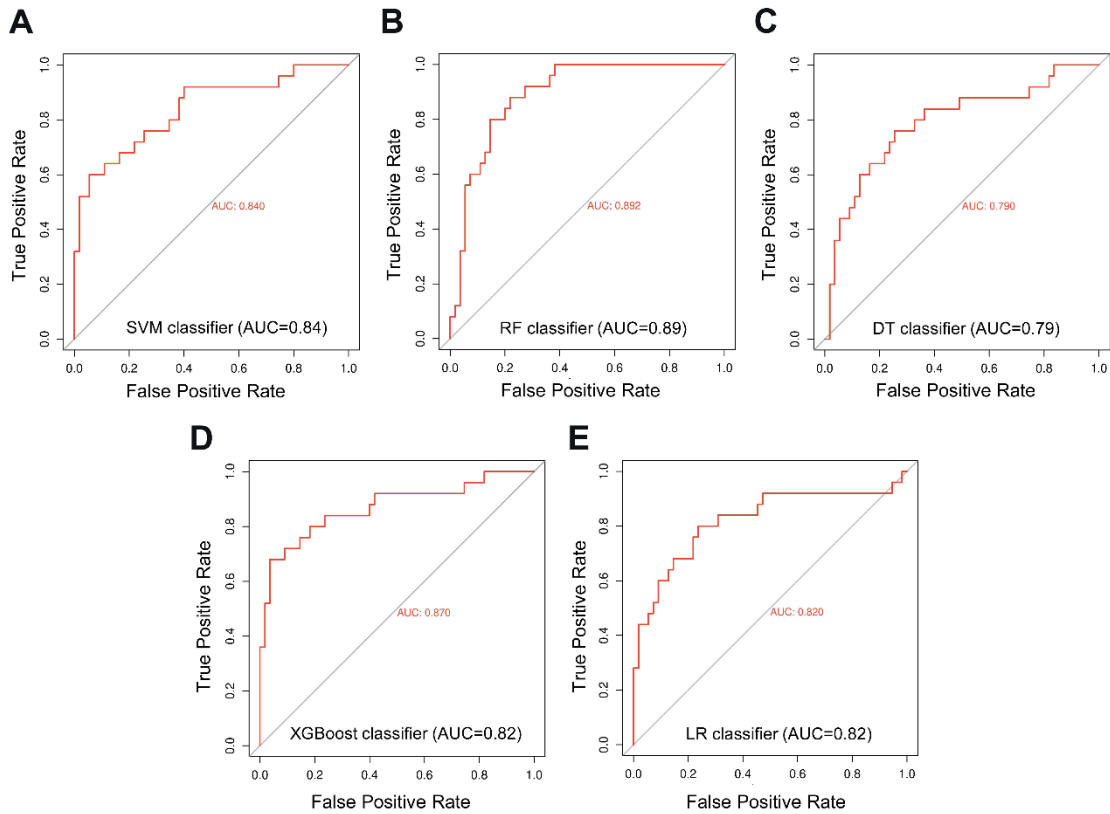 A
True Positive Rate
1.0
0.8
0.6
0.4
0.2
0.0
AUC: 0.840
SVM classifier (AUC=0.84)
0.0 0.2 0.4 0.6 0.8 1.0
False Positive Rate
B
True Positive Rate
1.0
0.8
0.6
0.4
0.2
0.0
AUC: 0.892
RF classifier (AUC=0.89)
0.0 0.2 0.4 0.6 0.8 1.0
False Positive Rate
C
True Positive Rate
1.0
0.8
0.6
0.4
0.2
0.0
AUC: 0.790
DT classifier (AUC=0.79)
0.0 0.2 0.4 0.6 0.8 1.0
False Positive Rate
D
True Positive Rate
1.0
0.8
0.6
0.4
0.2
0.0
AUC: 0.870
XGBoost classifier (AUC=0.82)
0.0 0.2 0.4 0.6 0.8 1.0
False Positive Rate
E
True Positive Rate
1.0
0.8
0.6
0.4
0.2
0.0
AUC: 0.820
LR classifier (AUC=0.82)
0.0 0.2 0.4 0.6 0.8 1.0
False Positive Rate